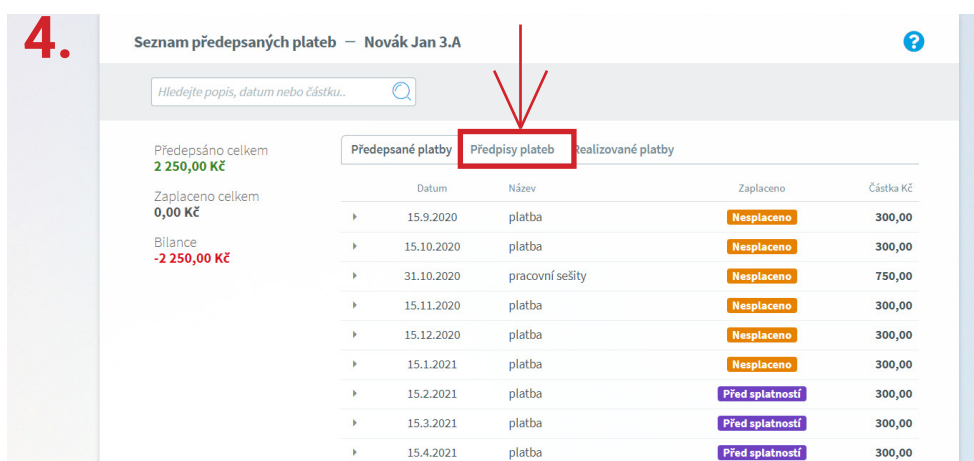 4.
Seznam předepsaných plateb – Novák Jan 3.A
?
Hledejte popis, datum nebo částku..
Předepsáno celkem
2 250,00 Kč
Zaplaceno celkem
0,00 Kč
Bilance
-2 250,00 Kč
Předepsané platby Předpisy plateb Realizované platby
Datum Název Zaplaceno Částka Kč
15.9.2020 platba Nesplaceno 300,00
15.10.2020 platba Nesplaceno 300,00
31.10.2020 pracovní sešity Nesplaceno 750,00
15.11.2020 platba Nesplaceno 300,00
15.12.2020 platba Nesplaceno 300,00
15.1.2021 platba Nesplaceno 300,00
15.2.2021 platba Před splatností 300,00
15.3.2021 platba Před splatností 300,00
15.4.2021 platba Před splatností 300,00